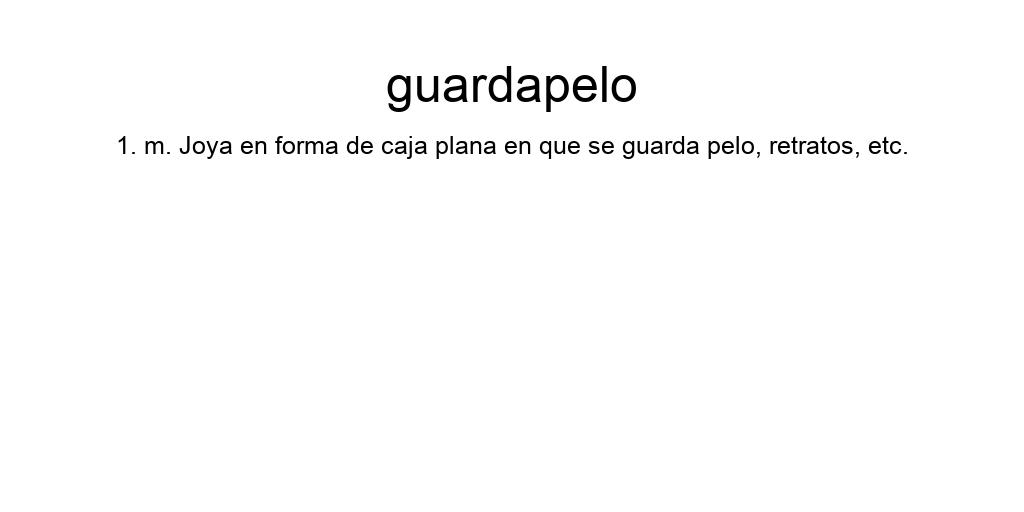 guardapelo
1. m. Joya en forma de caja plana en que se guarda pelo, retratos, etc.